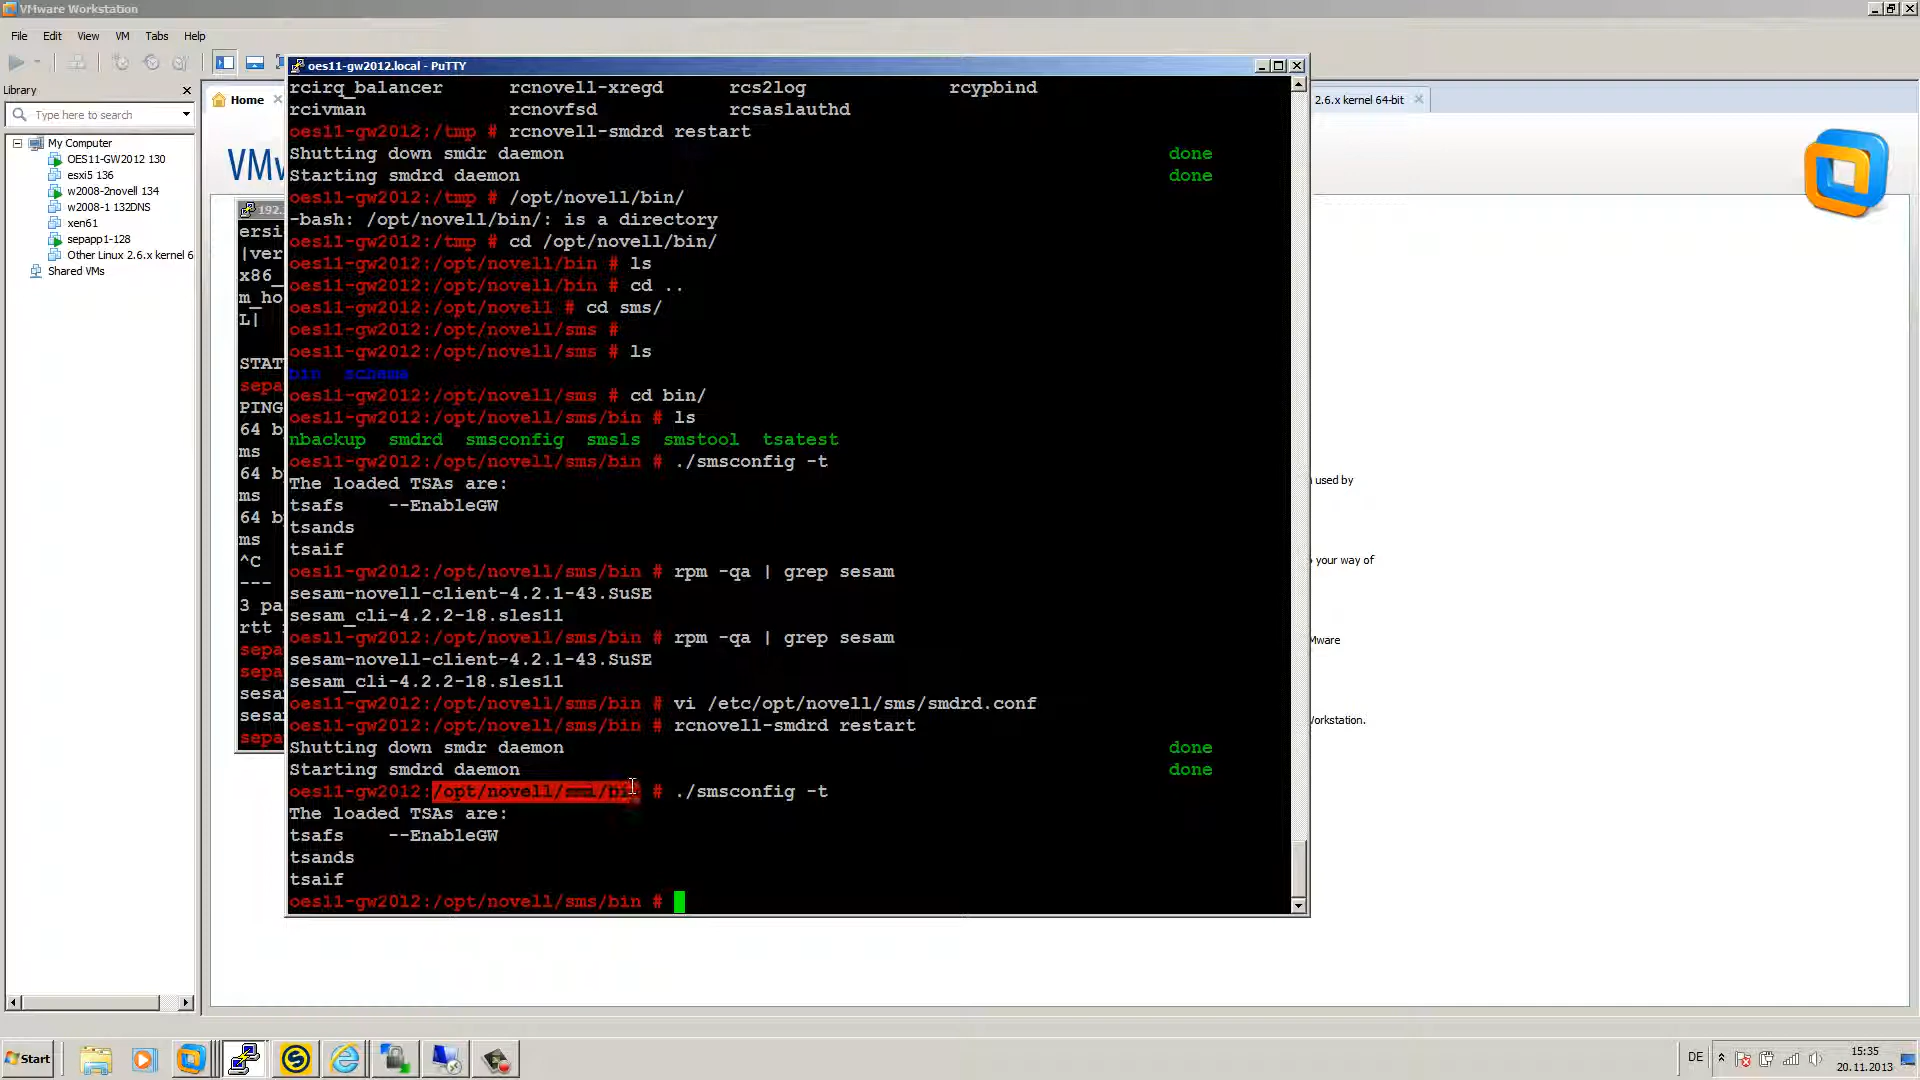 VMware Workstation
File Edit View VM Tabs Help
Library
Type here to search
My Computer
OES11-GW2012 130
esxi5 136
w2008-2novell 134
w2008-1 132DNS
xen61
sepapp1-128
Other Linux 2.6.x kernel 6
Shared VMs
Home
2.6.x kernel 64-bit
VMw
192.
ersi
|ver
x86_
m_ho
L|
STAT
sepa
PING
64 b
ms
64 b
ms
64 b
ms
^C
---
3 pa
rtt
sepa
sepa
sesa
sesa
sepa
oes11-gw2012.local - PuTTY
rcirq_balancer rcnovell-xregd rcs2log rcypbind
rcivman rcnovfsd rcsaslauthd
oes11-gw2012:/tmp # rcnovell-smdrd restart
Shutting down smdr daemon done
Starting smdrd daemon done
oes11-gw2012:/tmp # /opt/novell/bin/
-bash: /opt/novell/bin/: is a directory
oes11-gw2012:/tmp # cd /opt/novell/bin/
oes11-gw2012:/opt/novell/bin # ls
oes11-gw2012:/opt/novell/bin # cd ..
oes11-gw2012:/opt/novell # cd sms/
oes11-gw2012:/opt/novell/sms #
oes11-gw2012:/opt/novell/sms # ls
bin schema
oes11-gw2012:/opt/novell/sms # cd bin/
oes11-gw2012:/opt/novell/sms/bin # ls
nbackup smdrd smsconfig smsls smstool tsatest
oes11-gw2012:/opt/novell/sms/bin # ./smsconfig -t
The loaded TSAs are:
tsafs --EnableGW
tsands
tsaif
oes11-gw2012:/opt/novell/sms/bin # rpm -qa | grep sesam
sesam-novell-client-4.2.1-43.SuSE
sesam_cli-4.2.2-18.sles11
oes11-gw2012:/opt/novell/sms/bin # rpm -qa | grep sesam
sesam-novell-client-4.2.1-43.SuSE
sesam_cli-4.2.2-18.sles11
oes11-gw2012:/opt/novell/sms/bin # vi /etc/opt/novell/sms/smdrd.conf
oes11-gw2012:/opt/novell/sms/bin # rcnovell-smdrd restart
Shutting down smdr daemon done
Starting smdrd daemon done
oes11-gw2012:/opt/novell/sms/bin # ./smsconfig -t
The loaded TSAs are:
tsafs --EnableGW
tsands
tsaif
oes11-gw2012:/opt/novell/sms/bin #
used by
your way of
Mware
Workstation.
Start
DE
15:35
20.11.2013